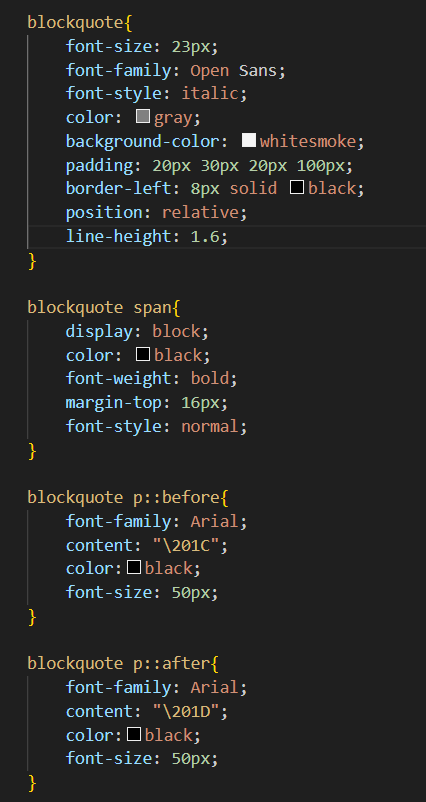 blockquote{
    font-size: 23px;
    font-family: Open Sans;
    font-style: italic;
    color: gray;
    background-color: whitesmoke;
    padding: 20px 30px 20px 100px;
    border-left: 8px solid black;
    position: relative;
    line-height: 1.6;
}

blockquote span{
    display: block;
    color: black;
    font-weight: bold;
    margin-top: 16px;
    font-style: normal;
}

blockquote p::before{
    font-family: Arial;
    content: "\201C";
    color:black;
    font-size: 50px;
}

blockquote p::after{
    font-family: Arial;
    content: "\201D";
    color:black;
    font-size: 50px;
}